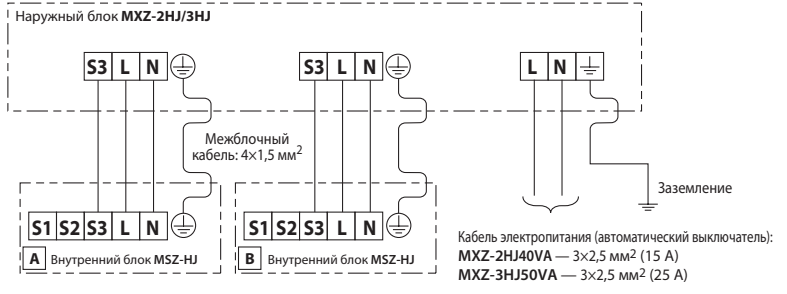 Наружный блок MXZ-2HJ/3HJ
S3 L N
S3 L N
L N
Межблочный
кабель: 4×1,5 мм²
Заземление
S1 S2 S3 L N
S1 S2 S3 L N
A Внутренний блок MSZ-HJ
B Внутренний блок MSZ-HJ
Кабель электропитания (автоматический выключатель):
MXZ-2HJ40VA — 3×2,5 мм² (15 А)
MXZ-3HJ50VA — 3×2,5 мм² (25 А)